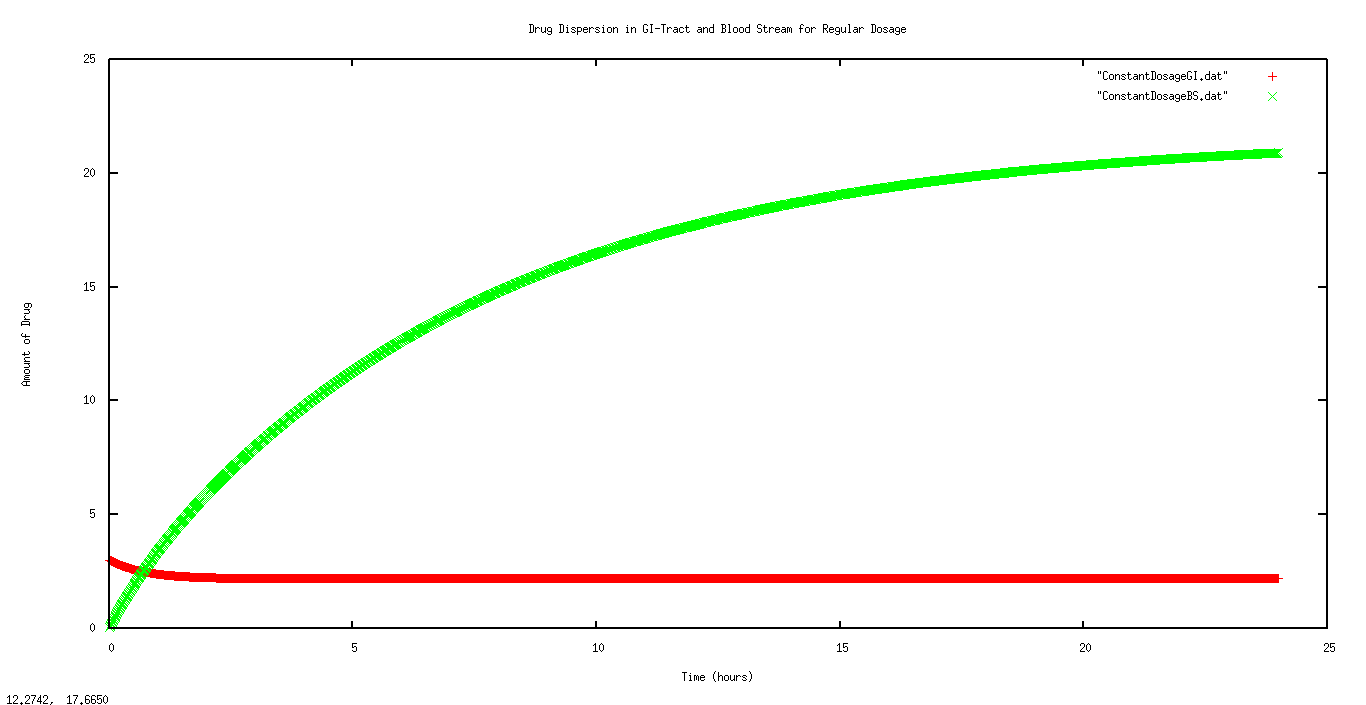 Drug Dispersion in GI-Tract and Blood Stream for Regular Dosage
25
"ConstantDosageGI.dat"
"ConstantDosageBS.dat"
20
15
Amount of Drug
10
5
0
0 5 10 15 20 25
Time (hours)
12.2742, 17.6650